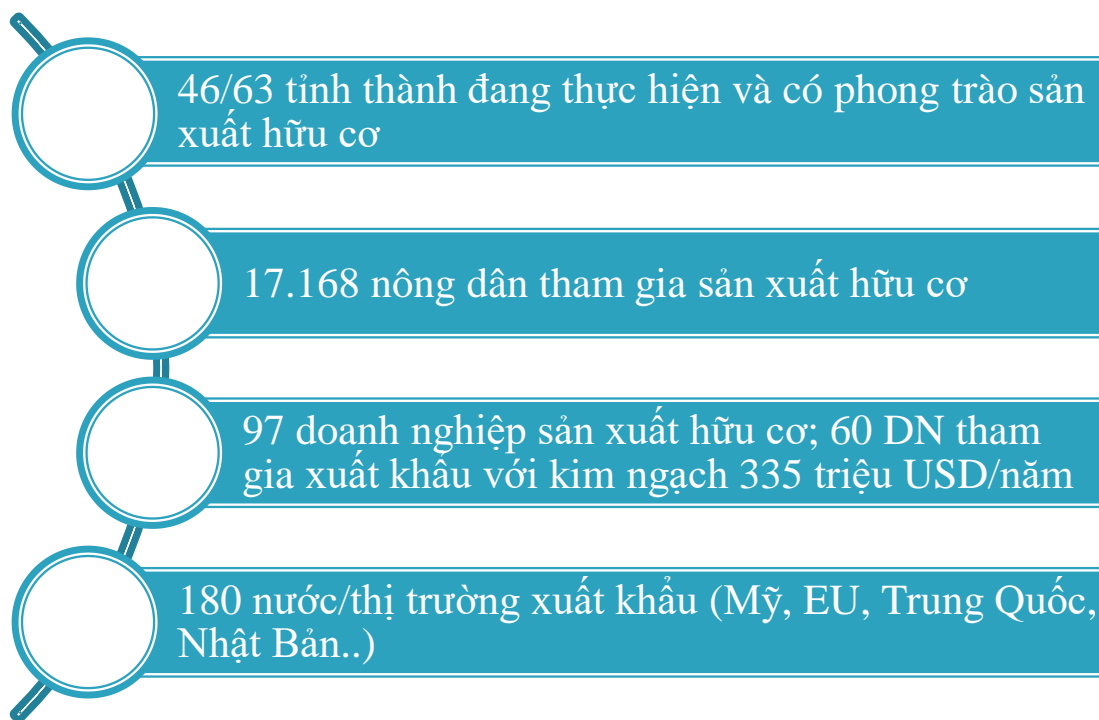 46/63 tỉnh thành đang thực hiện và có phong trào sản
xuất hữu cơ
17.168 nông dân tham gia sản xuất hữu cơ
97 doanh nghiệp sản xuất hữu cơ; 60 DN tham
gia xuất khẩu với kim ngạch 335 triệu USD/năm
180 nước/thị trường xuất khẩu (Mỹ, EU, Trung Quốc,
Nhật Bản..)